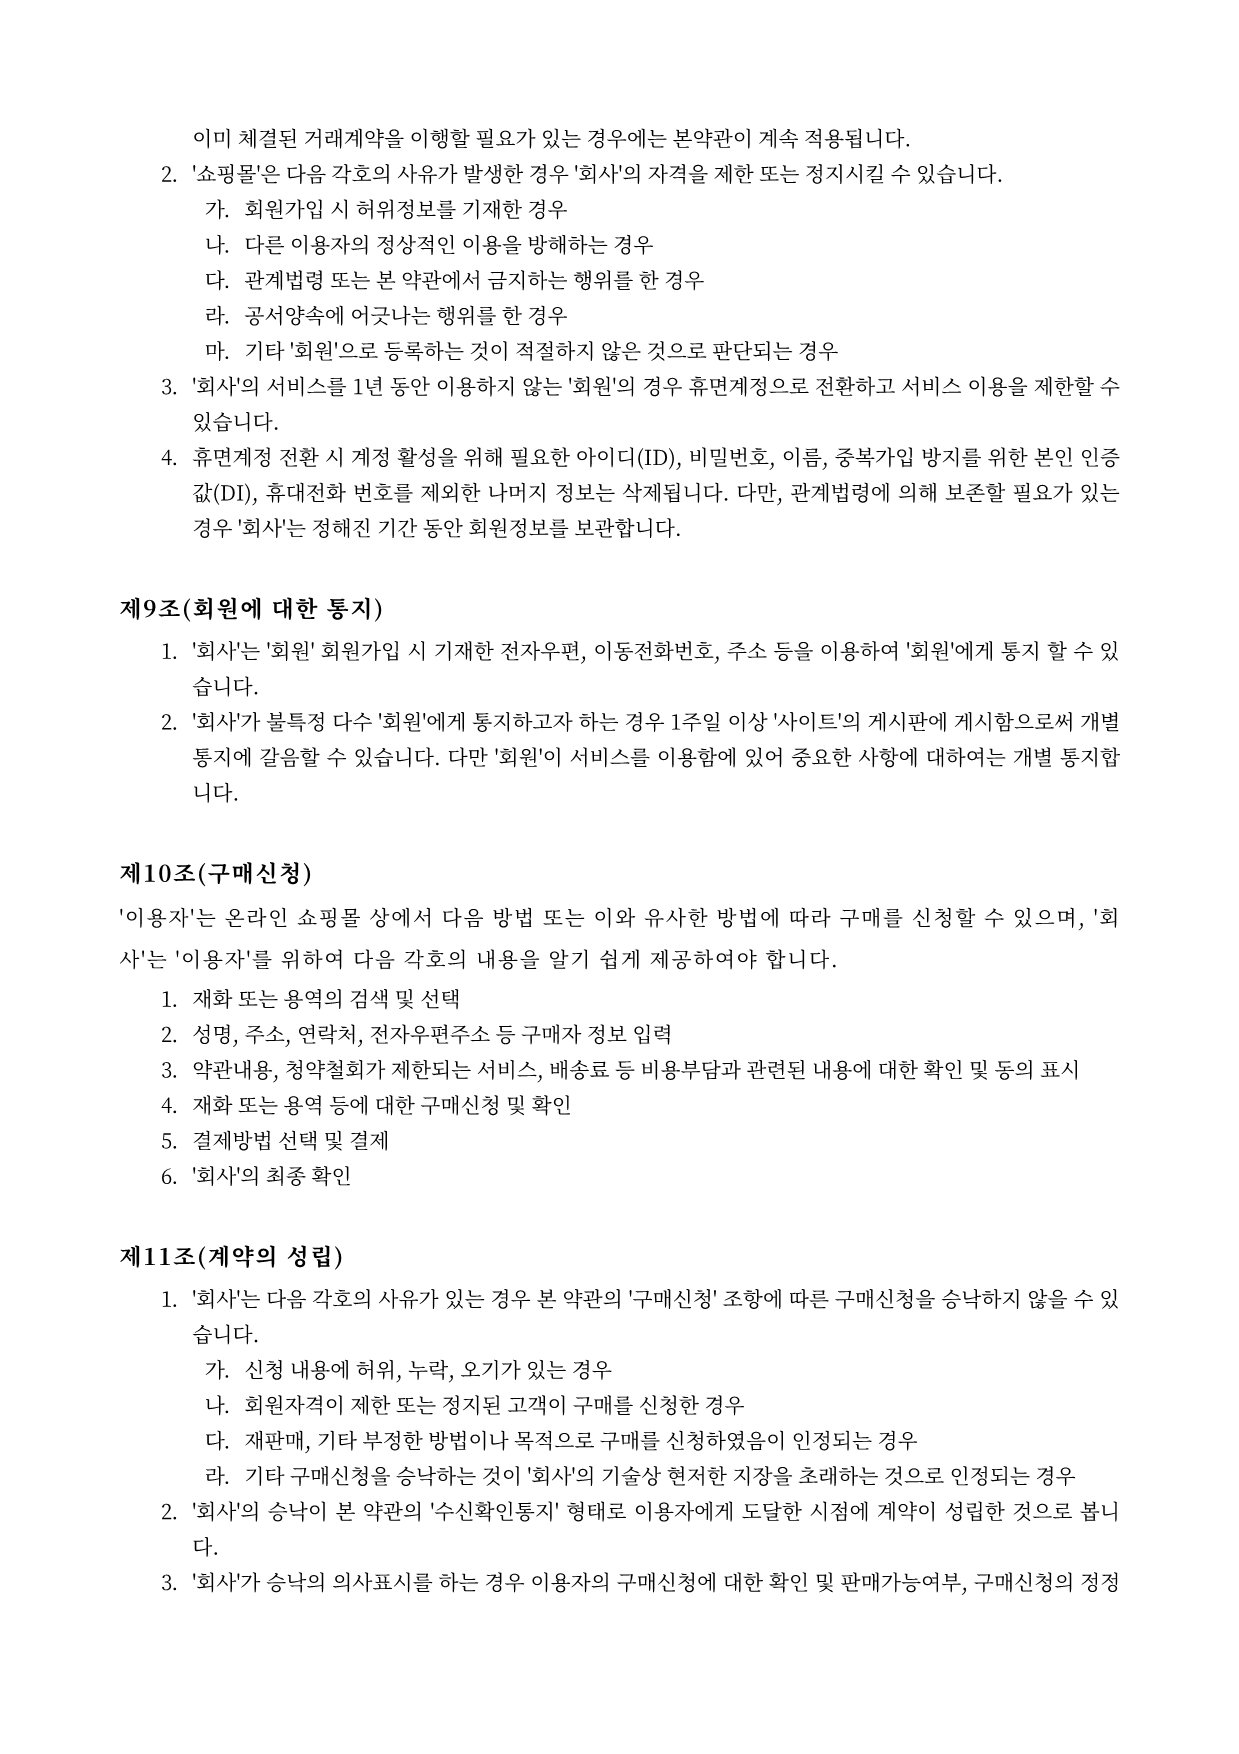 이미 체결된 거래계약을 이행할 필요가 있는 경우에는 본약관이 계속 적용됩니다.
2. '쇼핑몰'은 다음 각호의 사유가 발생한 경우 '회사'의 자격을 제한 또는 정지시킬 수 있습니다.
가. 회원가입 시 허위정보를 기재한 경우
나. 다른 이용자의 정상적인 이용을 방해하는 경우
다. 관계법령 또는 본 약관에서 금지하는 행위를 한 경우
라. 공서양속에 어긋나는 행위를 한 경우
마. 기타 '회원'으로 등록하는 것이 적절하지 않은 것으로 판단되는 경우
3. '회사'의 서비스를 1년 동안 이용하지 않는 '회원'의 경우 휴면계정으로 전환하고 서비스 이용을 제한할 수
있습니다.
4. 휴면계정 전환 시 계정 활성을 위해 필요한 아이디(ID), 비밀번호, 이름, 중복가입 방지를 위한 본인 인증
값(DI), 휴대전화 번호를 제외한 나머지 정보는 삭제됩니다. 다만, 관계법령에 의해 보존할 필요가 있는
경우 '회사'는 정해진 기간 동안 회원정보를 보관합니다.
제9조(회원에 대한 통지)
1. '회사'는 '회원' 회원가입 시 기재한 전자우편, 이동전화번호, 주소 등을 이용하여 '회원'에게 통지 할 수 있
습니다.
2. '회사'가 불특정 다수 '회원'에게 통지하고자 하는 경우 1주일 이상 '사이트'의 게시판에 게시함으로써 개별
통지에 갈음할 수 있습니다. 다만 '회원'이 서비스를 이용함에 있어 중요한 사항에 대하여는 개별 통지합
니다.
제10조(구매신청)
'이용자'는 온라인 쇼핑몰 상에서 다음 방법 또는 이와 유사한 방법에 따라 구매를 신청할 수 있으며, '회
사'는 '이용자'를 위하여 다음 각호의 내용을 알기 쉽게 제공하여야 합니다.
1. 재화 또는 용역의 검색 및 선택
2. 성명, 주소, 연락처, 전자우편주소 등 구매자 정보 입력
3. 약관내용, 청약철회가 제한되는 서비스, 배송료 등 비용부담과 관련된 내용에 대한 확인 및 동의 표시
4. 재화 또는 용역 등에 대한 구매신청 및 확인
5. 결제방법 선택 및 결제
6. '회사'의 최종 확인
제11조(계약의 성립)
1. '회사'는 다음 각호의 사유가 있는 경우 본 약관의 '구매신청' 조항에 따른 구매신청을 승낙하지 않을 수 있
습니다.
가. 신청 내용에 허위, 누락, 오기가 있는 경우
나. 회원자격이 제한 또는 정지된 고객이 구매를 신청한 경우
다. 재판매, 기타 부정한 방법이나 목적으로 구매를 신청하였음이 인정되는 경우
라. 기타 구매신청을 승낙하는 것이 '회사'의 기술상 현저한 지장을 초래하는 것으로 인정되는 경우
2. '회사'의 승낙이 본 약관의 '수신확인통지' 형태로 이용자에게 도달한 시점에 계약이 성립한 것으로 봅니
다.
3. '회사'가 승낙의 의사표시를 하는 경우 이용자의 구매신청에 대한 확인 및 판매가능여부, 구매신청의 정정